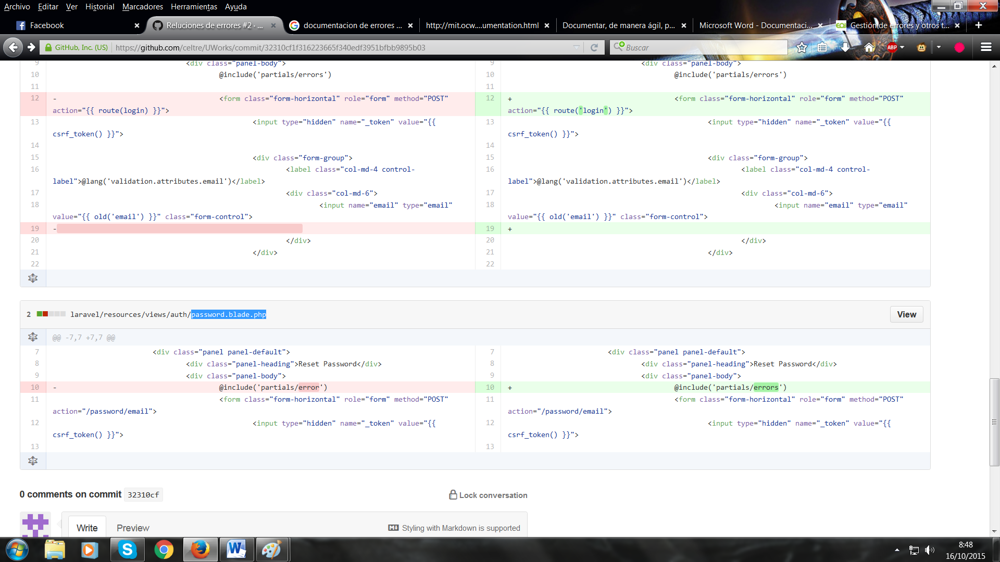 Archivo Editar Ver Historial Marcadores Herramientas Ayuda
Facebook
Reluciones de errores #2 · ...
documentacion de errores ...
http://mit.ocw....umentation.html
Documentar, de manera ágil, p...
Microsoft Word - Documentaci...
EOI Gestión de errores y otros t...
GitHub, Inc. (US) https://github.com/celtre/UWorks/commit/32310cf1f316223665f340edf3951bfbb9895b03
Buscar
ABP
9 <div class="panel-body"> 9 <div class="panel-body">
10 @include('partials/errors') 10 @include('partials/errors')
11 11
12 - <form class="form-horizontal" role="form" method="POST" 12 + <form class="form-horizontal" role="form" method="POST"
action="{{ route(login) }}"> action="{{ route('login') }}">
13 <input type="hidden" name="_token" value="{{ 13 <input type="hidden" name="_token" value="{{
csrf_token() }}"> csrf_token() }}">
14 14
15 <div class="form-group"> 15 <div class="form-group">
16 <label class="col-md-4 control- 16 <label class="col-md-4 control-
label">@lang('validation.attributes.email')</label> label">@lang('validation.attributes.email')</label>
17 <div class="col-md-6"> 17 <div class="col-md-6">
18 <input name="email" type="email" 18 <input name="email" type="email"
value="{{ old('email') }}" class="form-control"> value="{{ old('email') }}" class="form-control">
19 - 19 +
20 </div> 20 </div>
21 </div> 21 </div>
22 22
2 laravel/resources/views/auth/password.blade.php View
@@ -7,7 +7,7 @@
7 <div class="panel panel-default"> 7 <div class="panel panel-default">
8 <div class="panel-heading">Reset Password</div> 8 <div class="panel-heading">Reset Password</div>
9 <div class="panel-body"> 9 <div class="panel-body">
10 - @include('partials/error') 10 + @include('partials/errors')
11 <form class="form-horizontal" role="form" method="POST" 11 <form class="form-horizontal" role="form" method="POST"
action="/password/email"> action="/password/email">
12 <input type="hidden" name="_token" value="{{ 12 <input type="hidden" name="_token" value="{{
csrf_token() }}"> csrf_token() }}">
13 13
0 comments on commit 32310cf Lock conversation
Write Preview Styling with Markdown is supported
8:48
16/10/2015